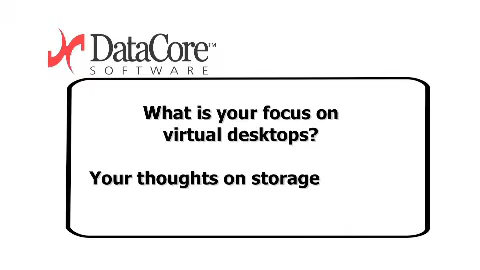 DataCore™
SOFTWARE
What is your focus on
virtual desktops?
Your thoughts on storage